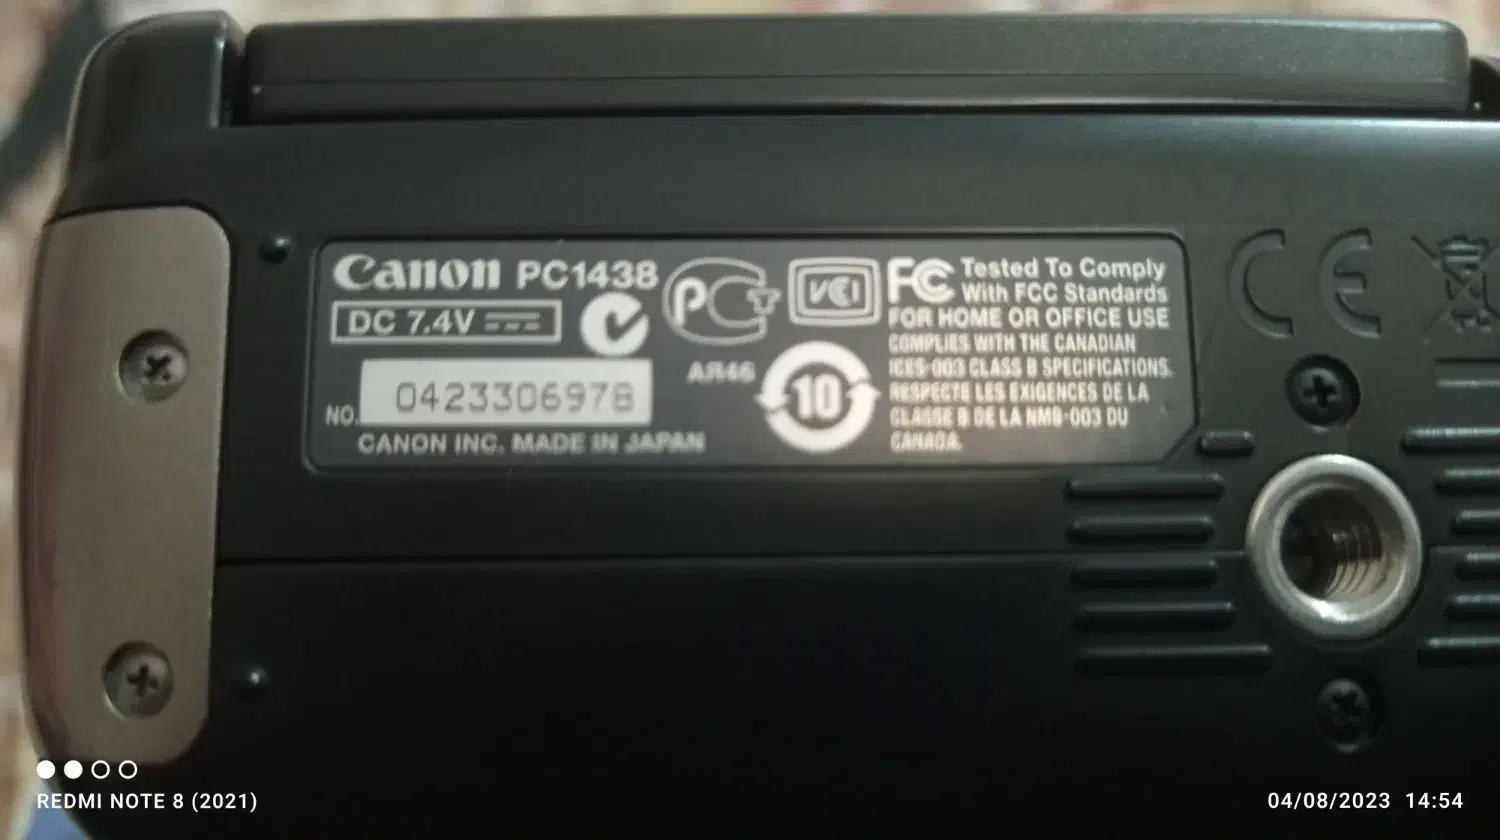 Canon PC1438
DC 7.4V
NO. 0423306978
CANON INC. MADE IN JAPAN
PCT
AR46
VCI
10
FC Tested To Comply
With FCC Standards
FOR HOME OR OFFICE USE
COMPLIES WITH THE CANADIAN
ICES-003 CLASS B SPECIFICATIONS.
RESPECTE LES EXIGENCES DE LA
CLASSE B DE LA NMB-003 DU
CANADA.
CE
REDMI NOTE 8 (2021)
04/08/2023 14:54